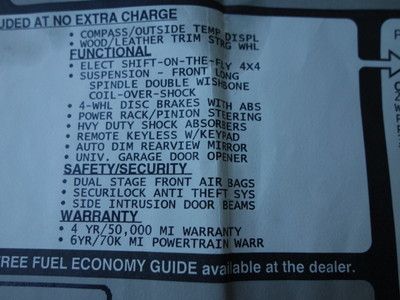 UDED AT NO EXTRA CHARGE
• COMPASS/OUTSIDE TEMP DISPL
• WOOD/LEATHER TRIM STRG WHL
FUNCTIONAL
• ELECT SHIFT-ON-THE-FLY 4X4
• SUSPENSION - FRONT LONG
SPINDLE DOUBLE WISHBONE
COIL-OVER-SHOCK
• 4-WHL DISC BRAKES WITH ABS
• POWER RACK/PINION STEERING
• HVY DUTY SHOCK ABSORBERS
• REMOTE KEYLESS W/KEYPAD
• AUTO DIM REARVIEW MIRROR
• UNIV. GARAGE DOOR OPENER
SAFETY/SECURITY
• DUAL STAGE FRONT AIR BAGS
• SECURILOCK ANTI THEFT SYS
• SIDE INTRUSION DOOR BEAMS
WARRANTY
• 4 YR/50,000 MI WARRANTY
• 6YR/70K MI POWERTRAIN WARR
FREE FUEL ECONOMY GUIDE available at the dealer.